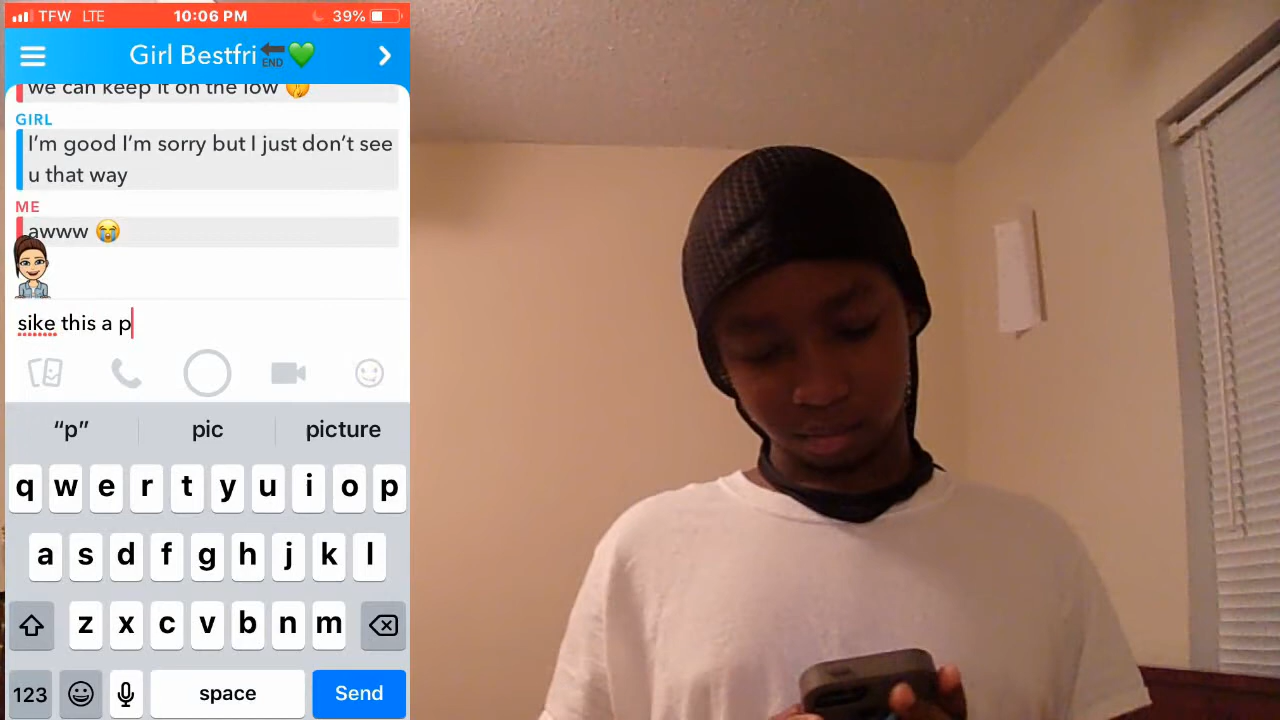 TFW LTE 10:06 PM 39%
Girl Bestfri🔚💚
we can keep it on the low 🤫
GIRL
I'm good I'm sorry but I just don't see
u that way
ME
awww 😭
sike this a p
"p" pic picture
q w e r t y u i o p
a s d f g h j k l
z x c v b n m
123 space Send